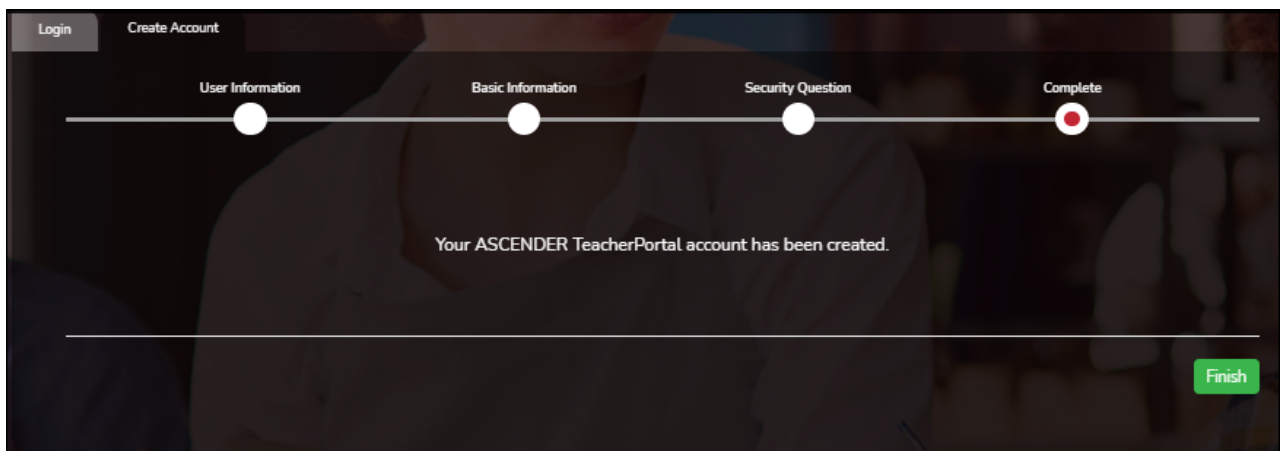 Login Create Account
User Information Basic Information Security Question Complete
Your ASCENDER TeacherPortal account has been created.
Finish